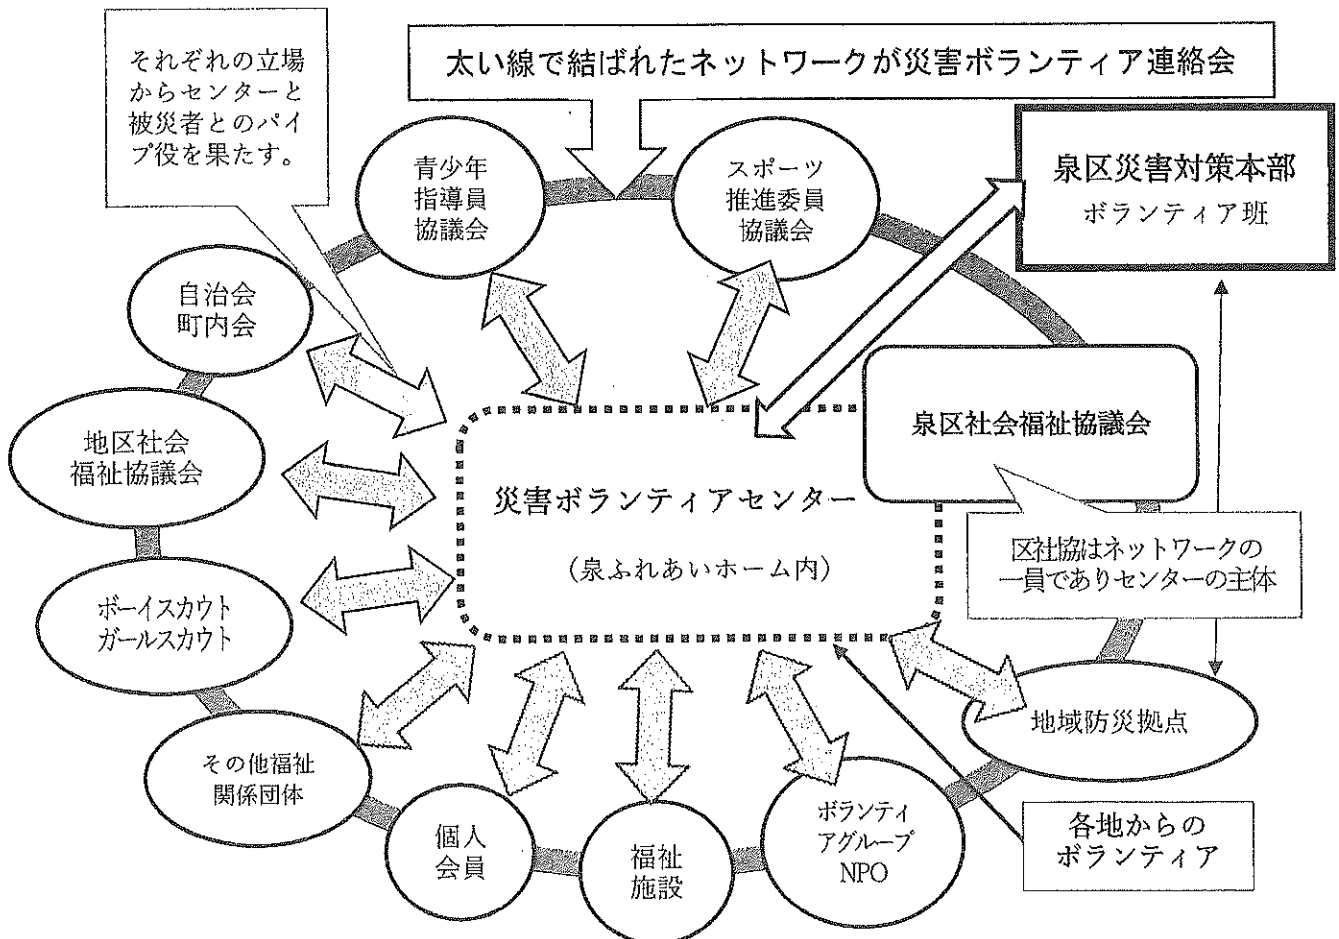 それぞれの立場
からセンターと
被災者とのパイ
プ役を果たす。
太い線で結ばれたネットワークが災害ボランティア連絡会
泉区災害対策本部
ボランティア班
青少年
指導員
協議会
スポーツ
推進委員
協議会
自治会
町内会
泉区社会福祉協議会
地区社会
福祉協議会
災害ボランティアセンター
(泉ふれあいホーム内)
区社協はネットワークの
一員でありセンターの主体
ボーイスカウト
ガールスカウト
地域防災拠点
その他福祉
関係団体
個人
会員
福祉
施設
ボランティ
アグループ
NPO
各地からの
ボランティア